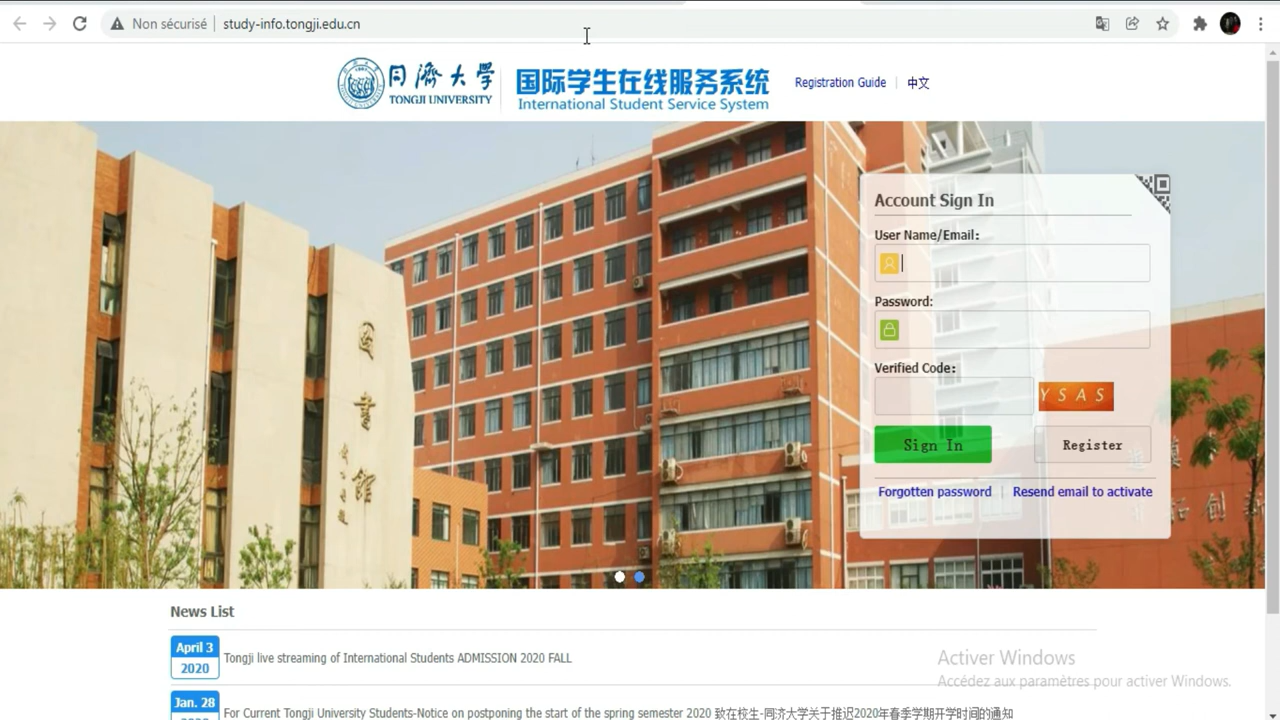 Non sécurisé study-info.tongji.edu.cn
同濟大學
TONGJI UNIVERSITY
国际学生在线服务系统
International Student Service System
Registration Guide
中文
Account Sign In
User Name/Email:
Password:
Verified Code:
YSAS
Sign In
Register
Forgotten password
Resend email to activate
图書館
News List
April 3
2020
Tongji live streaming of International Students ADMISSION 2020 FALL
Jan. 28
2020
For Current Tongji University Students-Notice on postponing the start of the spring semester 2020 致在校生-同济大学关于推迟2020年春季学期开学时间的通知
Activer Windows
Accédez aux paramètres pour activer Windows.